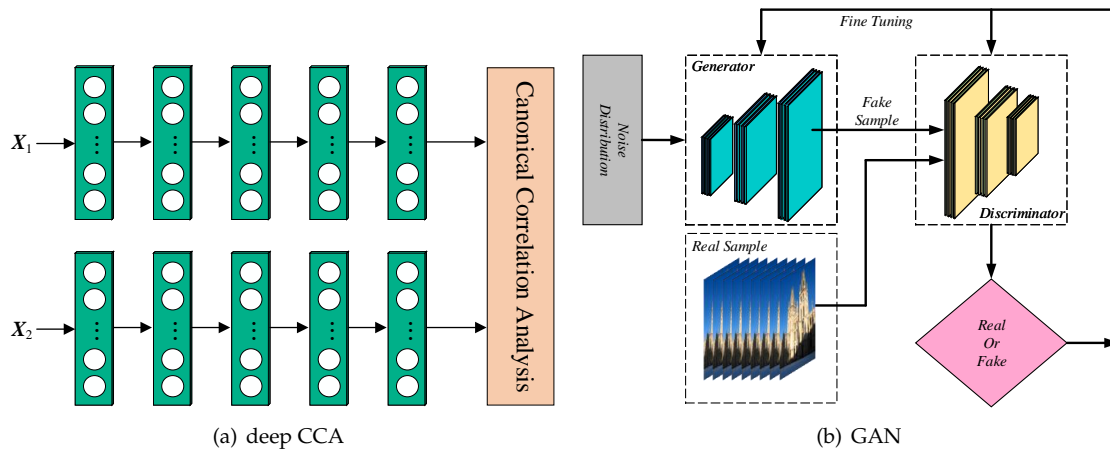 X1
X2
Canonical Correlation Analysis
(a) deep CCA
Fine Tuning
Noise
Distribution
Generator
Fake
Sample
Discriminator
Real Sample
Real
Or
Fake
(b) GAN